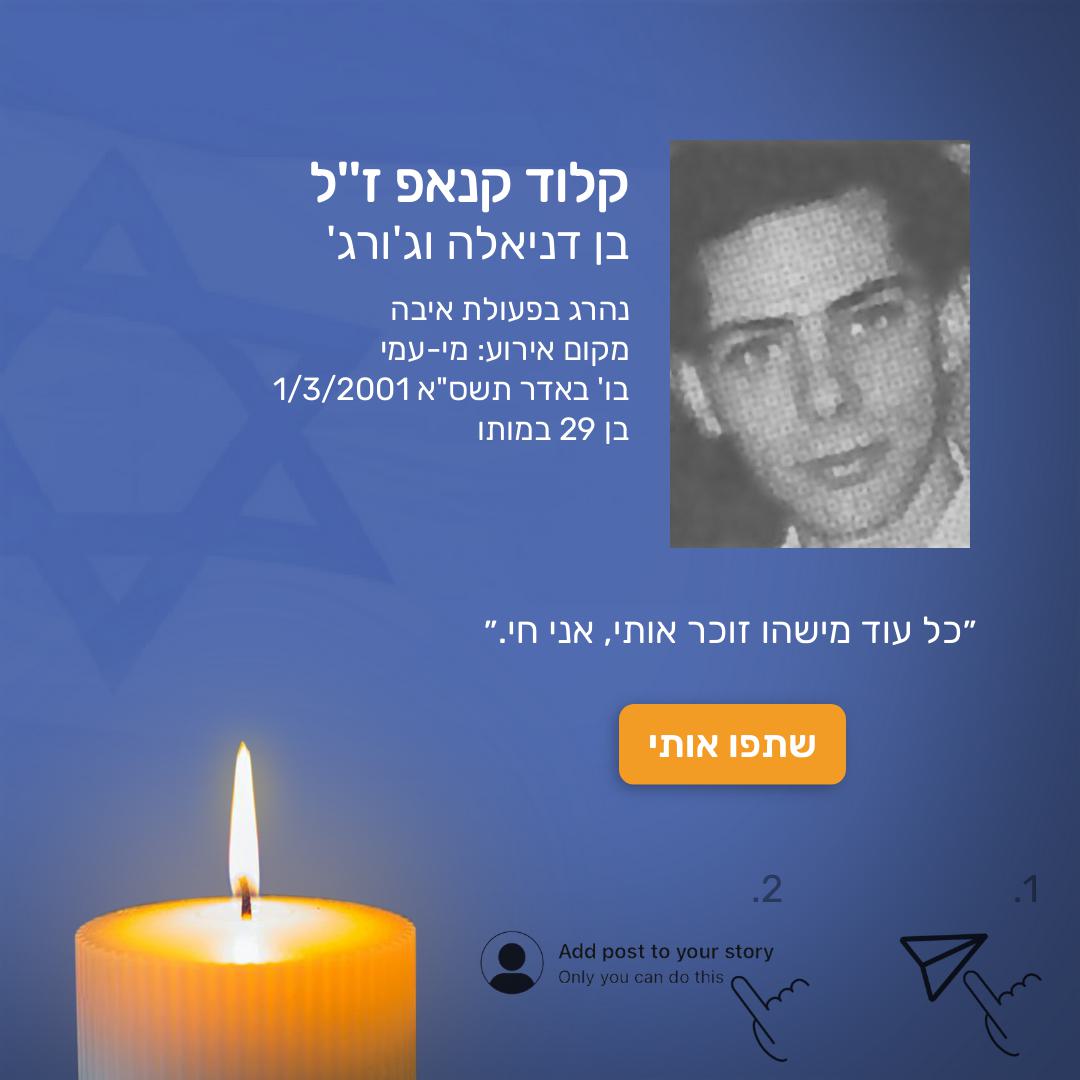 קלוד קנאפ ז"ל
בן דניאלה וג'ורג'
נהרג בפעולת איבה
מקום אירוע: מי-עמי
בו' באדר תשס"א 1/3/2001
בן 29 במותו
״כל עוד מישהו זוכר אותי, אני חי.״
שתפו אותי
.1
.2
Add post to your story
Only you can do this